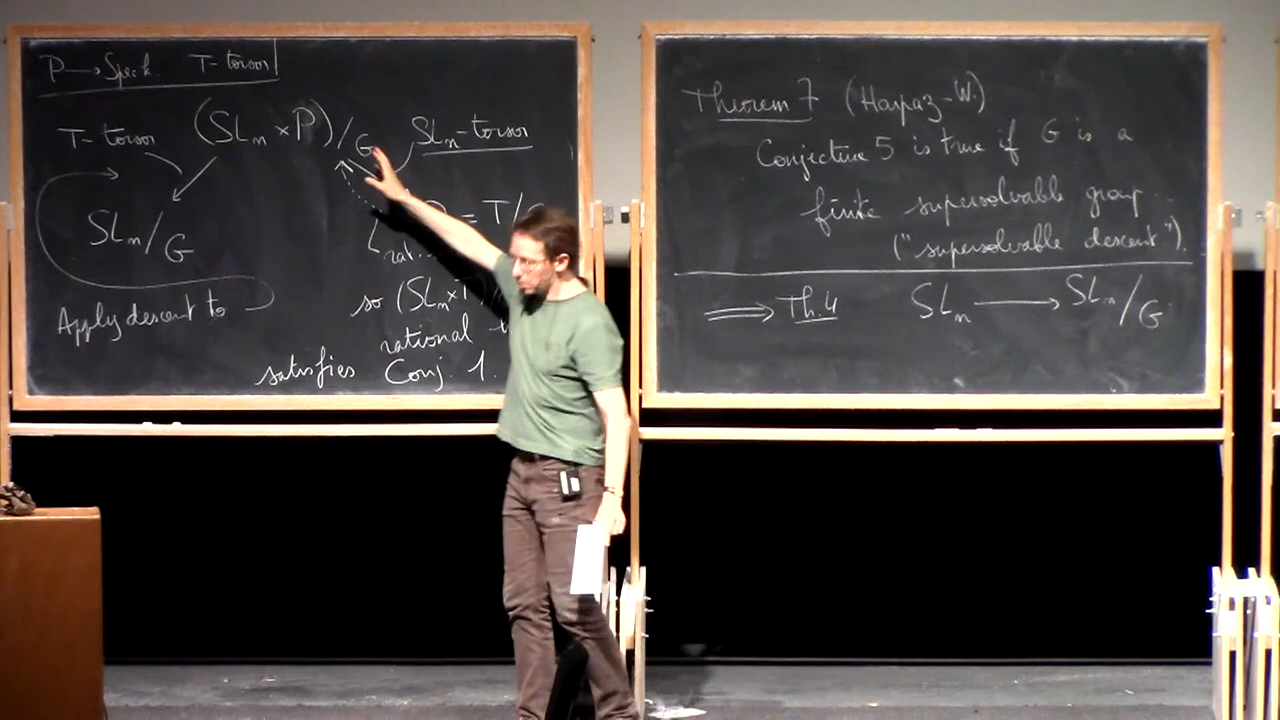 P → Spec k T-torsor
T-torsor (SL_n × P)/G SL_n-torsor
= T/
SL_n/G
rat.
so (SL_n ×
Apply descent to
rational
satisfies Conj. 1.
Theorem 7 (Harpaz-W.)
Conjecture 5 is true if G is a
finite supersolvable group
("supersolvable descent").
⟹ Th.4 SL_n → SL_n/G